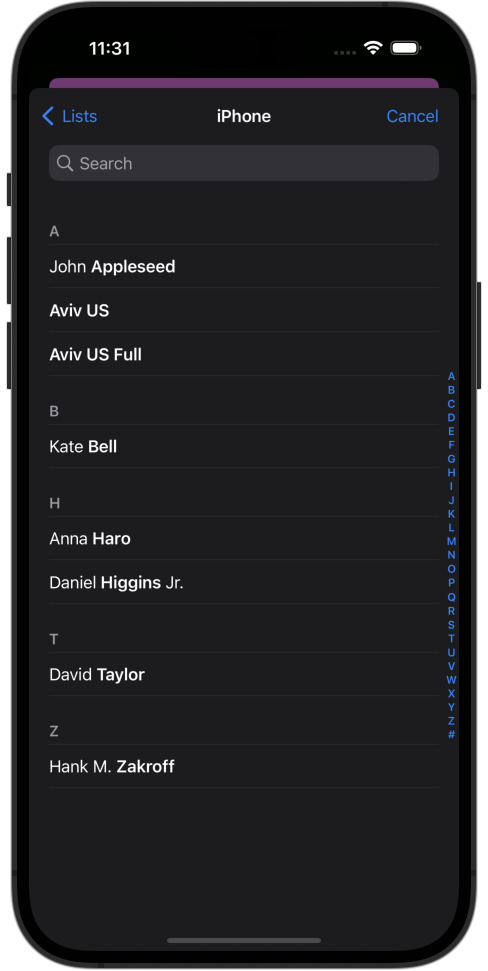 11:31
Lists iPhone Cancel
Search
A
John Appleseed
Aviv US
Aviv US Full
B
Kate Bell
H
Anna Haro
Daniel Higgins Jr.
T
David Taylor
Z
Hank M. Zakroff
A
B
C
D
E
F
G
H
I
J
K
L
M
N
O
P
Q
R
S
T
U
V
W
X
Y
Z
#